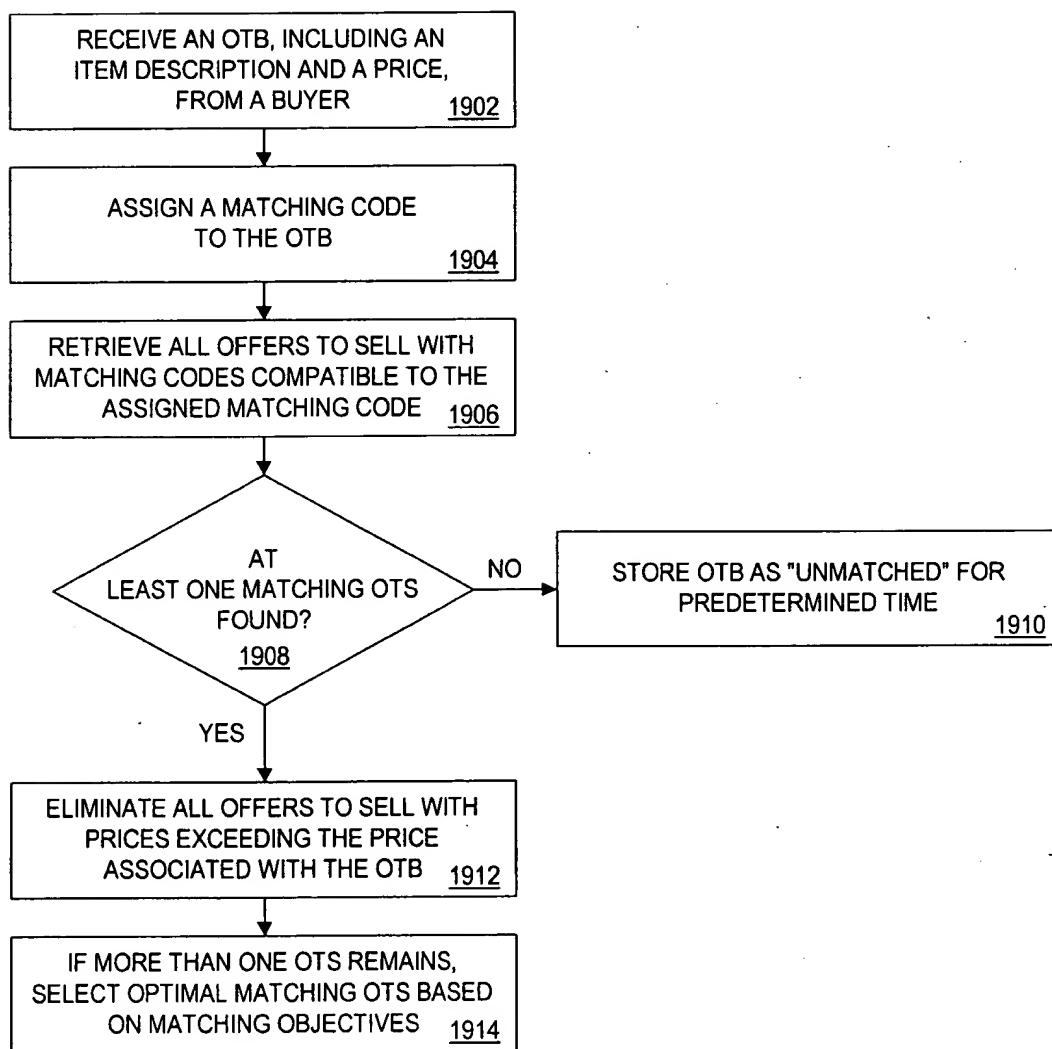 RECEIVE AN OTB, INCLUDING AN
ITEM DESCRIPTION AND A PRICE,
FROM A BUYER
1902
ASSIGN A MATCHING CODE
TO THE OTB
1904
RETRIEVE ALL OFFERS TO SELL WITH
MATCHING CODES COMPATIBLE TO THE
ASSIGNED MATCHING CODE
1906
AT
LEAST ONE MATCHING OTS
FOUND?
1908
NO
STORE OTB AS "UNMATCHED" FOR
PREDETERMINED TIME
1910
YES
ELIMINATE ALL OFFERS TO SELL WITH
PRICES EXCEEDING THE PRICE
ASSOCIATED WITH THE OTB
1912
IF MORE THAN ONE OTS REMAINS,
SELECT OPTIMAL MATCHING OTS BASED
ON MATCHING OBJECTIVES
1914